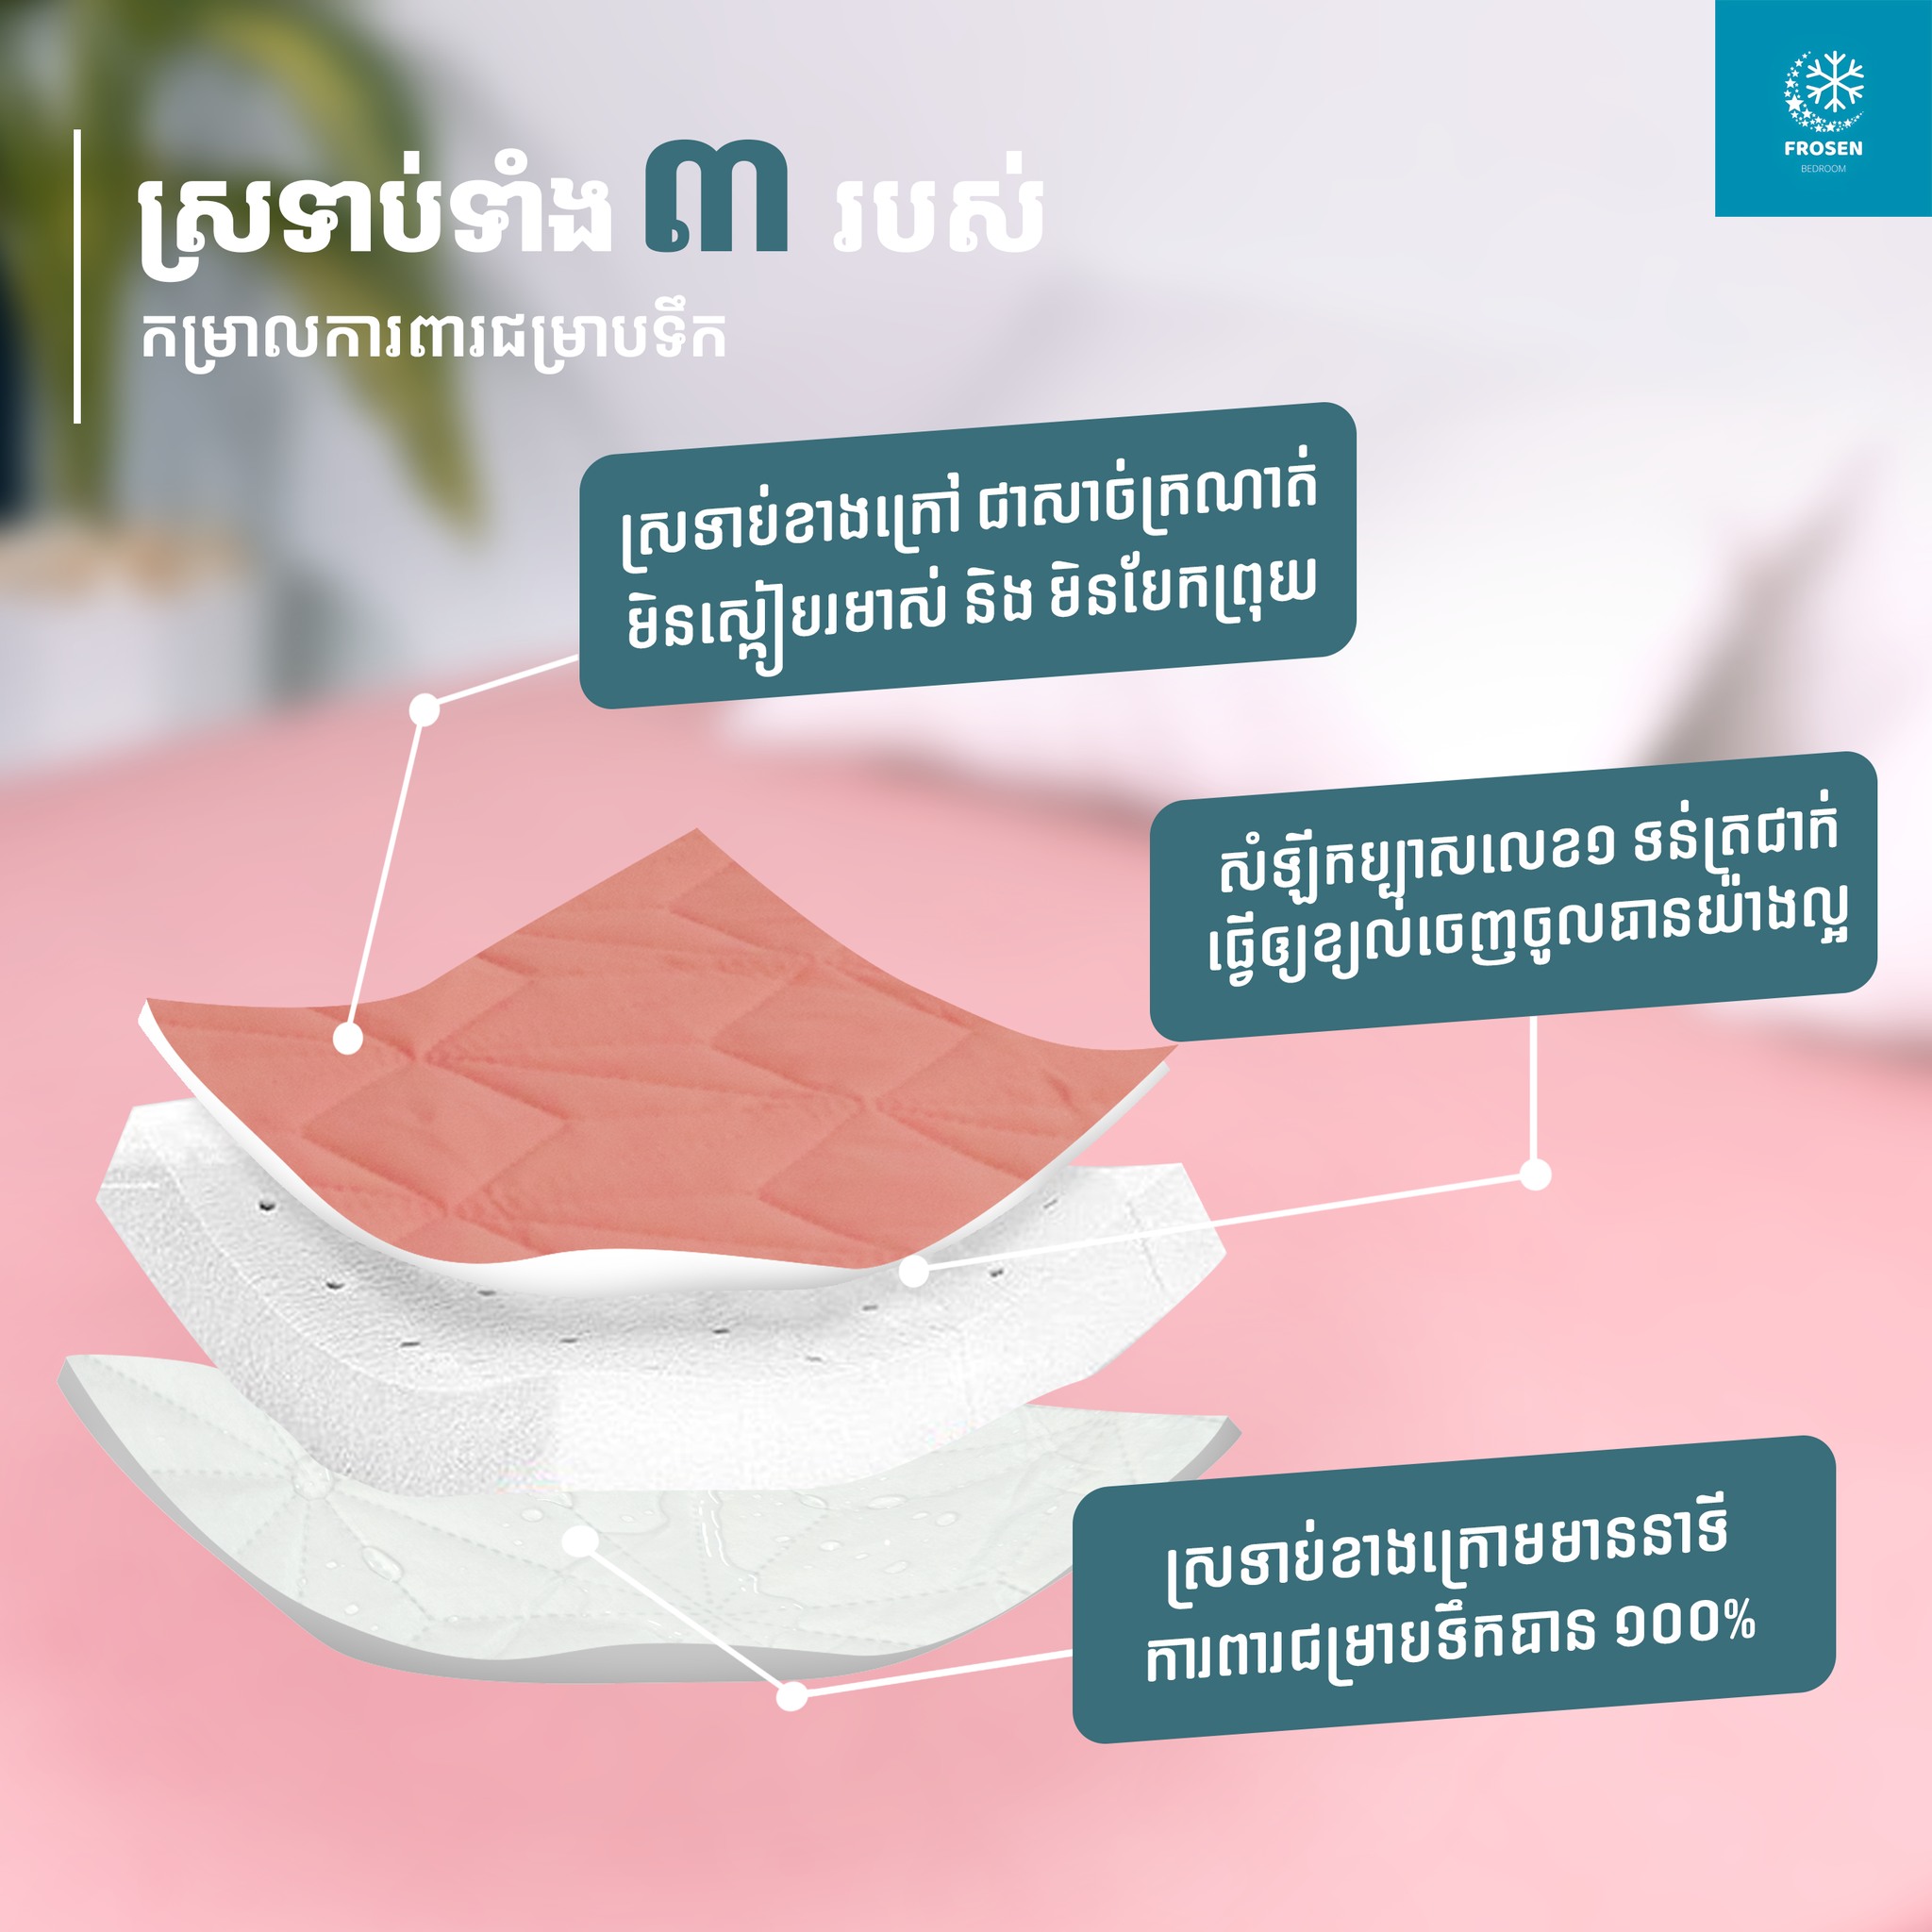 FROSEN
BEDROOM
ស្រទាប់ទាំង ៣ របស់
កម្រាលការពារជម្រាបទឹក
ស្រទាប់ខាងក្រៅ ជាសាច់ក្រណាត់
មិនស្អៀបរមាស់ និង មិនបែកព្រុយ
សំឡីកប្បាសលេខ១ ទន់ត្រជាក់
ធ្វើឲ្យខ្យល់ចេញចូលបានយ៉ាងល្អ
ស្រទាប់ខាងក្រោមមាននាទី
ការពារជម្រាបទឹកបាន ១០០%